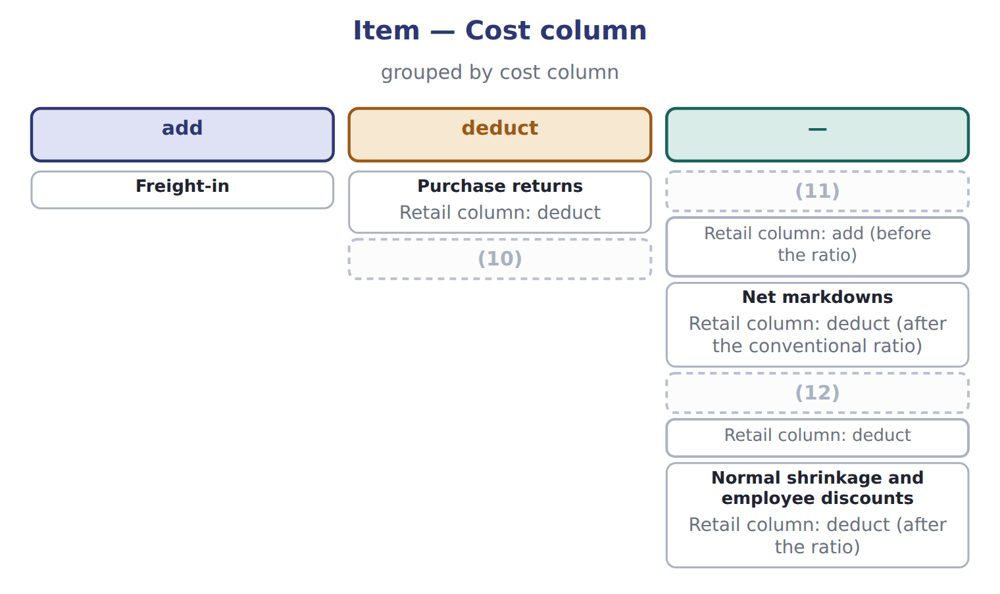 Item — Cost column
grouped by cost column
add
Freight-in
deduct
Purchase returns
Retail column: deduct
(10)
—
(11)
Retail column: add (before
the ratio)
Net markdowns
Retail column: deduct (after
the conventional ratio)
(12)
Retail column: deduct
Normal shrinkage and
employee discounts
Retail column: deduct (after
the ratio)